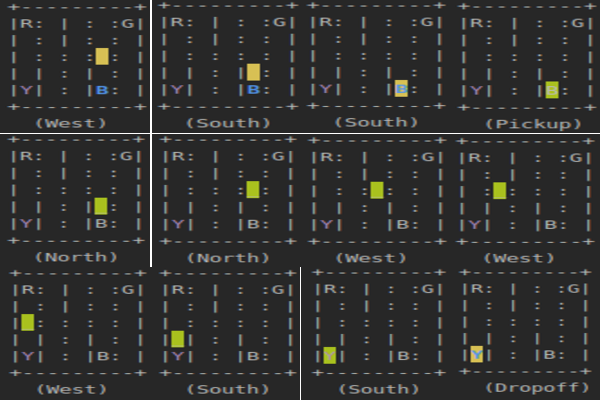 +---------+
|R: | : :G|
| : | : : |
| : : : : |
| | : | : |
|Y| : |B: |
+---------+
(West)
+---------+
|R: | : :G|
| : | : : |
| : : : : |
| | : | : |
|Y| : |B: |
+---------+
(South)
+---------+
|R: | : :G|
| : | : : |
| : : : : |
| | : | : |
|Y| : |B: |
+---------+
(South)
+---------+
|R: | : :G|
| : | : : |
| : : : : |
| | : | : |
|Y| : |B: |
+---------+
(Pickup)
+---------+
|R: | : :G|
| : | : : |
| : : : : |
| | : | : |
|Y| : |B: |
+---------+
(North)
+---------+
|R: | : :G|
| : | : : |
| : : : : |
| | : | : |
|Y| : |B: |
+---------+
(North)
+---------+
|R: | : :G|
| : | : : |
| : : : : |
| | : | : |
|Y| : |B: |
+---------+
(West)
+---------+
|R: | : :G|
| : | : : |
| : : : : |
| | : | : |
|Y| : |B: |
+---------+
(West)
+---------+
|R: | : :G|
| : | : : |
| : : : : |
| | : | : |
|Y| : |B: |
+---------+
(West)
+---------+
|R: | : :G|
| : | : : |
| : : : : |
| | : | : |
|Y| : |B: |
+---------+
(South)
+---------+
|R: | : :G|
| : | : : |
| : : : : |
| | : | : |
|Y| : |B: |
+---------+
(South)
+---------+
|R: | : :G|
| : | : : |
| : : : : |
| | : | : |
|Y| : |B: |
+---------+
(Dropoff)